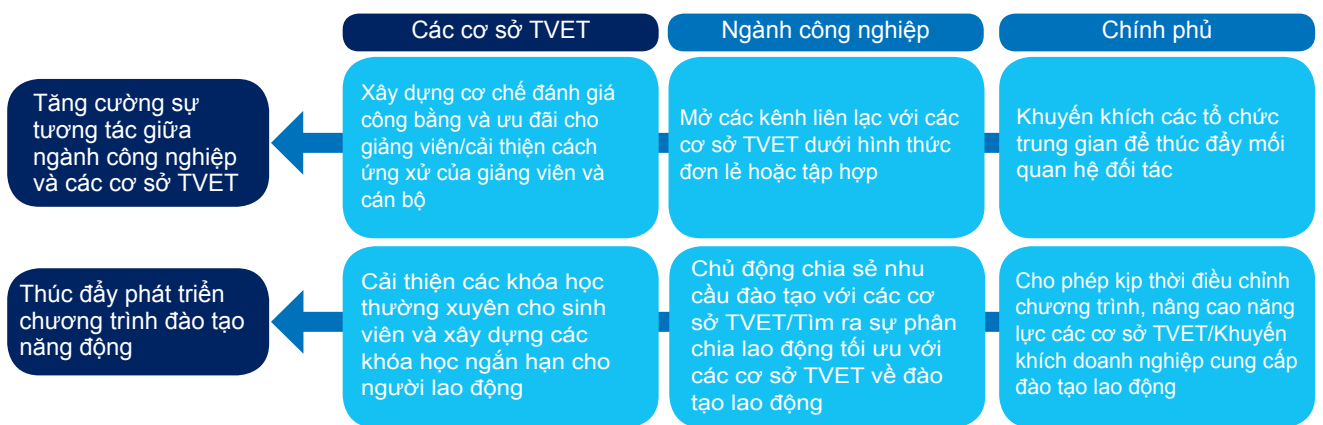 Các cơ sở TVET
Ngành công nghiệp
Chính phủ
Tăng cường sự
tương tác giữa
ngành công nghiệp
và các cơ sở TVET
Xây dựng cơ chế đánh giá
công bằng và ưu đãi cho
giảng viên/cải thiện cách
ứng xử của giảng viên và
cán bộ
Mở các kênh liên lạc với các
cơ sở TVET dưới hình thức
đơn lẻ hoặc tập hợp
Khuyến khích các tổ chức
trung gian để thúc đẩy mối
quan hệ đối tác
Thúc đẩy phát triển
chương trình đào tạo
năng động
Cải thiện các khóa học
thường xuyên cho sinh
viên và xây dựng các
khóa học ngắn hạn cho
người lao động
Chủ động chia sẻ nhu
cầu đào tạo với các cơ
sở TVET/Tìm ra sự phân
chia lao động tối ưu với
các cơ sở TVET về đào
tạo lao động
Cho phép kịp thời điều chỉnh
chương trình, nâng cao năng
lực các cơ sở TVET/Khuyến
khích doanh nghiệp cung cấp
đào tạo lao động